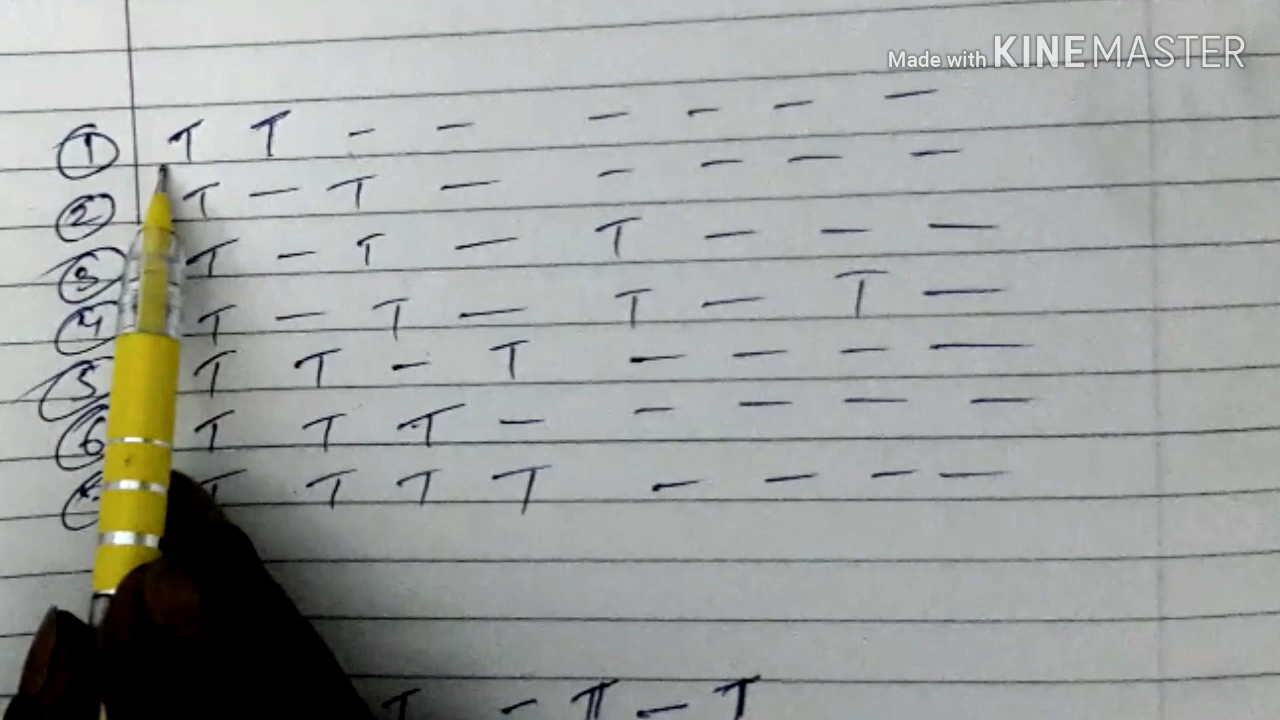 Made with KINEMASTER
① T T - - - - - -
② T - T - - - - -
③ T - T - T - - -
④ T - T - T - T -
⑤ T T - T - - - -
⑥ T T T - - - - -
T T T T - - - -
T - T - T